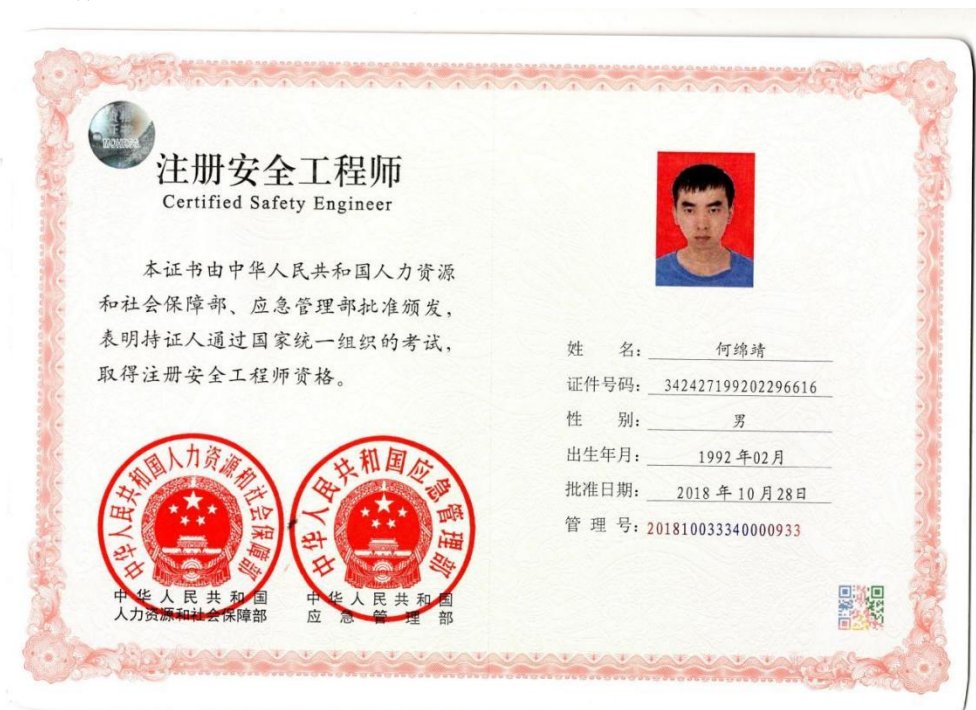 注册安全工程师
Certified Safety Engineer
本证书由中华人民共和国人力资源
和社会保障部、应急管理部批准颁发,
表明持证人通过国家统一组织的考试,
取得注册安全工程师资格。
中华人民共和国人力资源和社会保障部
中华人民共和国应急管理部
中华人民共和国
人力资源和社会保障部
中华人民共和国
应急管理部
姓 名: 何绵靖
证件号码: 342427199202296616
性 别: 男
出生年月: 1992年02月
批准日期: 2018年10月28日
管 理 号: 201810033340000933